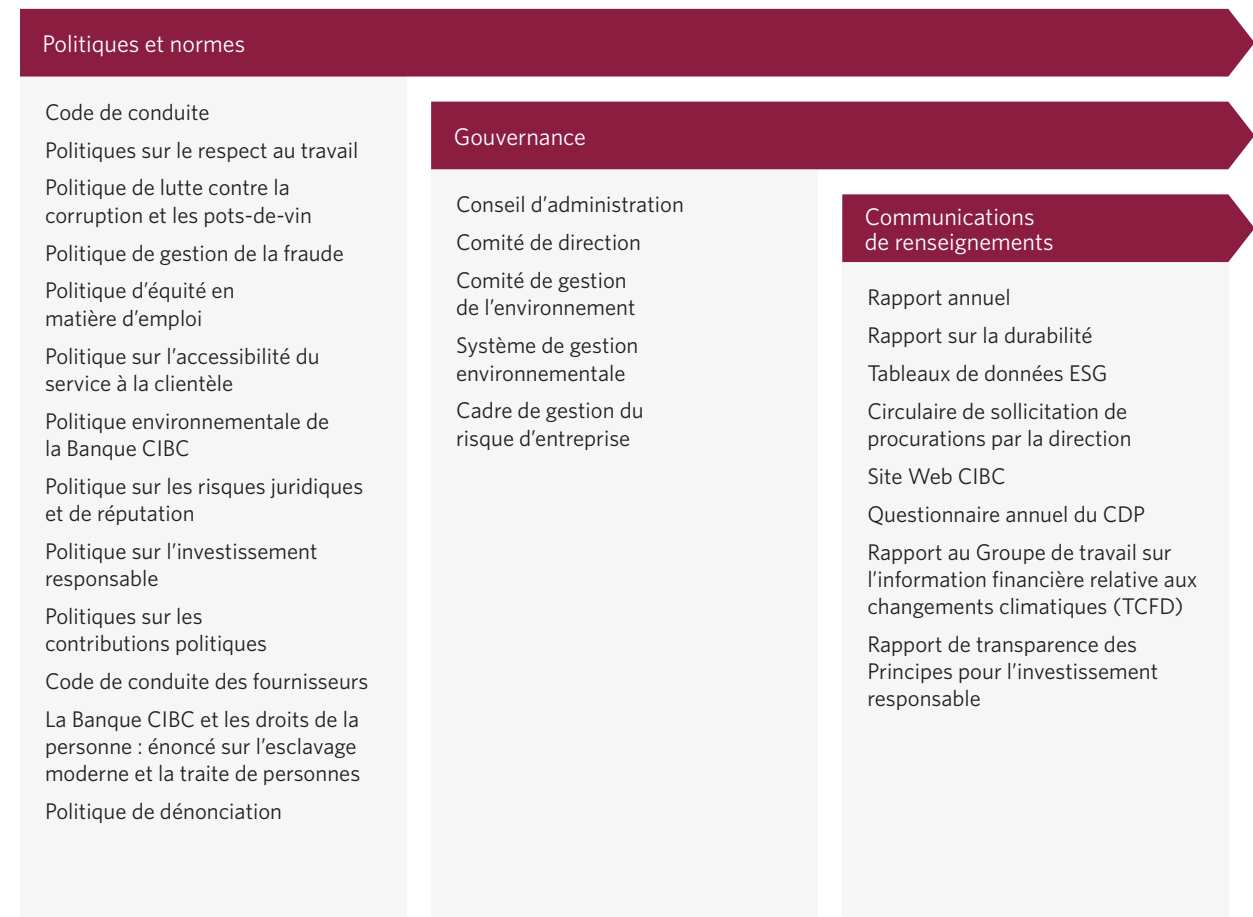 Politiques et normes
Code de conduite
Politiques sur le respect au travail
Politique de lutte contre la
corruption et les pots-de-vin
Politique de gestion de la fraude
Politique d’équité en
matière d’emploi
Politique sur l’accessibilité du
service à la clientèle
Politique environnementale de
la Banque CIBC
Politique sur les risques juridiques
et de réputation
Politique sur l’investissement
responsable
Politiques sur les
contributions politiques
Code de conduite des fournisseurs
La Banque CIBC et les droits de la
personne : énoncé sur l’esclavage
moderne et la traite de personnes
Politique de dénonciation
Gouvernance
Conseil d’administration
Comité de direction
Comité de gestion
de l’environnement
Système de gestion
environnementale
Cadre de gestion du
risque d’entreprise
Communications
de renseignements
Rapport annuel
Rapport sur la durabilité
Tableaux de données ESG
Circulaire de sollicitation de
procurations par la direction
Site Web CIBC
Questionnaire annuel du CDP
Rapport au Groupe de travail sur
l’information financière relative aux
changements climatiques (TCFD)
Rapport de transparence des
Principes pour l’investissement
responsable